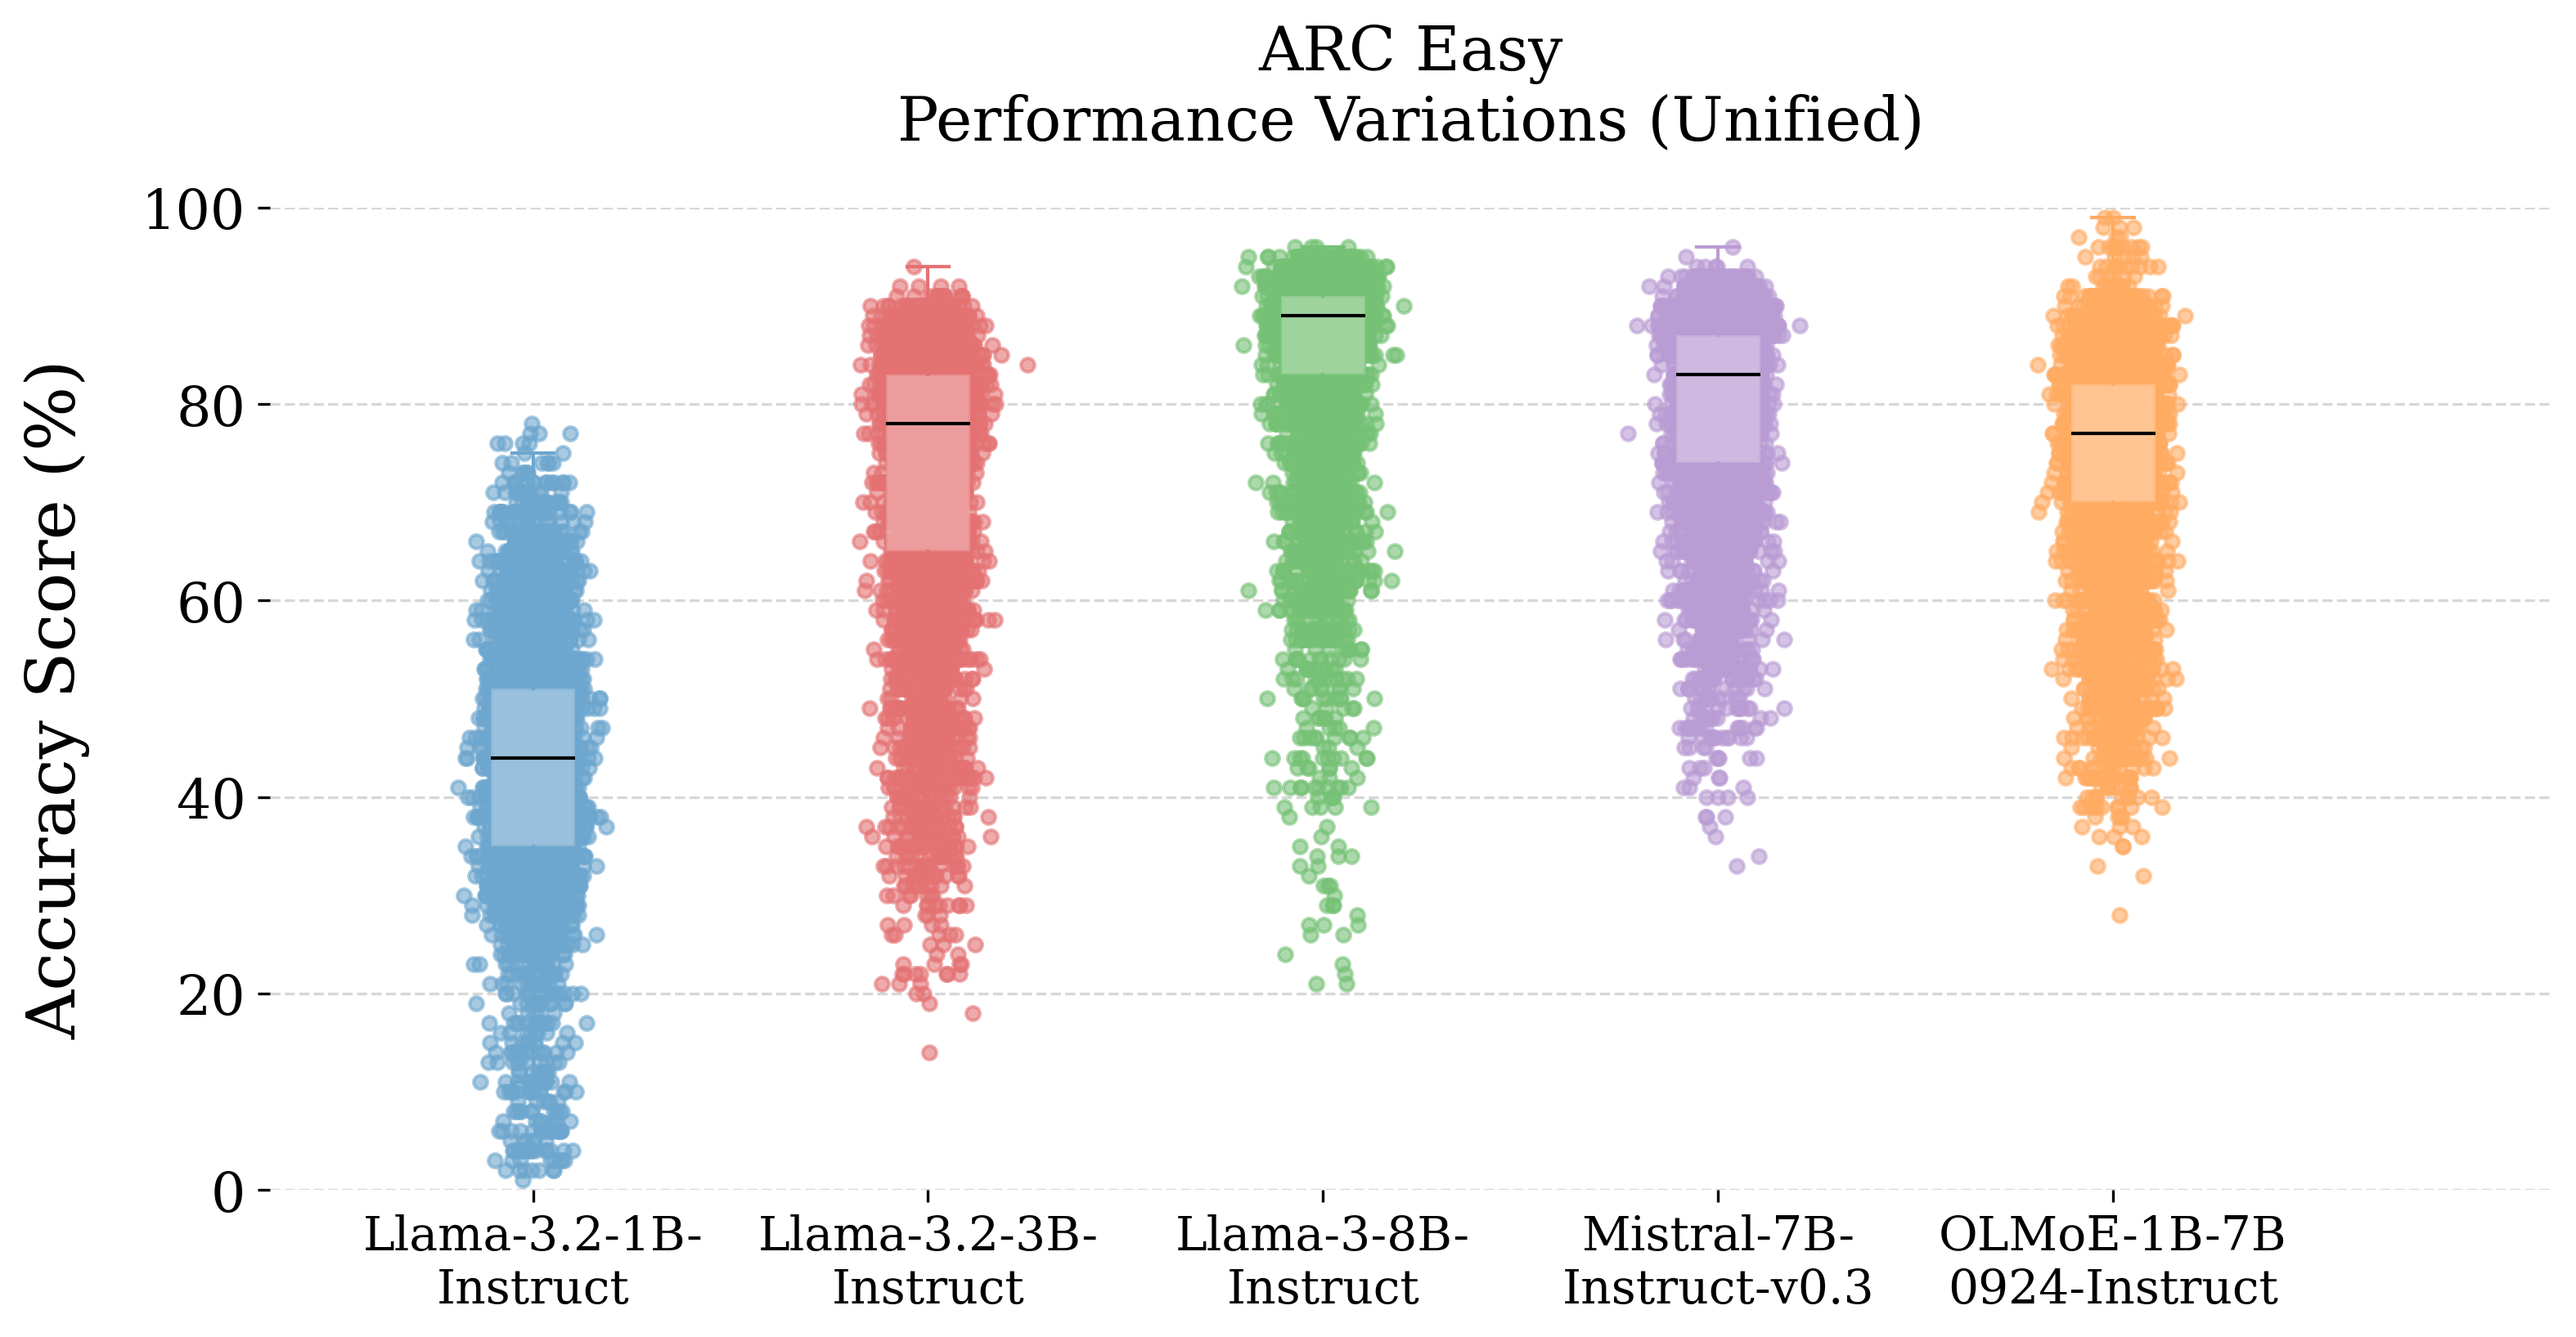 ARC Easy
Performance Variations (Unified)
Accuracy Score (%)
100
80
60
40
20
0
Llama-3.2-1B-
Instruct
Llama-3.2-3B-
Instruct
Llama-3-8B-
Instruct
Mistral-7B-
Instruct-v0.3
OLMoE-1B-7B
0924-Instruct